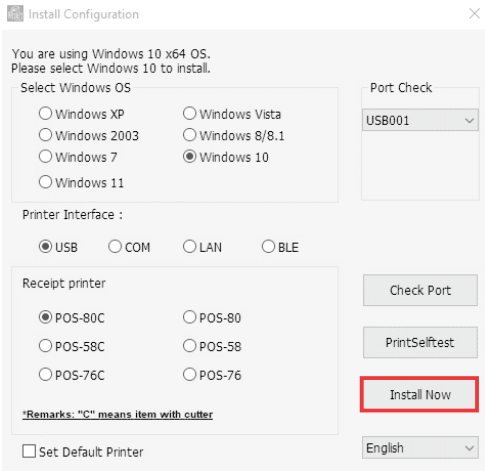 Install Configuration
You are using Windows 10 x64 OS.
Please select Windows 10 to install.
Select Windows OS
Windows XP
Windows Vista
Windows 2003
Windows 8/8.1
Windows 7
Windows 10
Windows 11
Port Check
USB001
Printer Interface :
USB
COM
LAN
BLE
Receipt printer
POS-80C
POS-80
POS-58C
POS-58
POS-76C
POS-76
*Remarks: "C" means item with cutter
Set Default Printer
Check Port
PrintSelftest
Install Now
English